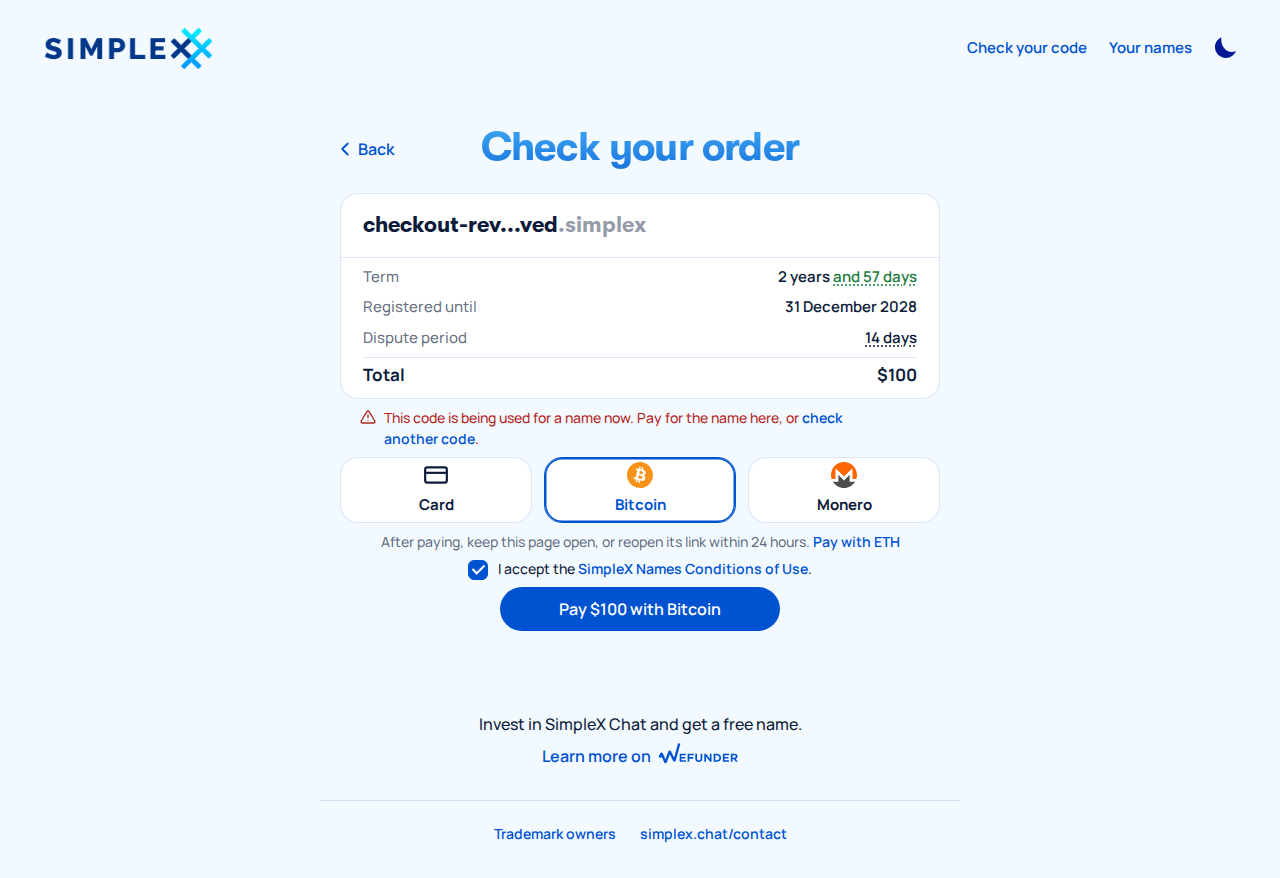 SIMPLEX
Check your code
Your names
Back
Check your order
checkout-rev...ved.simplex
Term
2 years and 57 days
Registered until
31 December 2028
Dispute period
14 days
Total
$100
This code is being used for a name now. Pay for the name here, or check
another code.
Card
Bitcoin
Monero
After paying, keep this page open, or reopen its link within 24 hours. Pay with ETH
I accept the SimpleX Names Conditions of Use.
Pay $100 with Bitcoin
Invest in SimpleX Chat and get a free name.
Learn more on WEFUNDER
Trademark owners
simplex.chat/contact